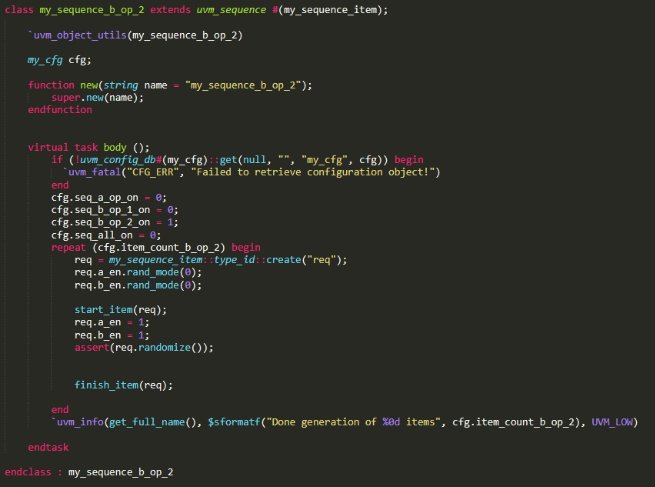 class my_sequence_b_op_2 extends uvm_sequence #(my_sequence_item);
`uvm_object_utils(my_sequence_b_op_2)
my_cfg cfg;
function new(string name = "my_sequence_b_op_2");
super.new(name);
endfunction
virtual task body ();
if (!uvm_config_db#(my_cfg)::get(null, "", "my_cfg", cfg)) begin
`uvm_fatal("CFG_ERR", "Failed to retrieve configuration object!")
end
cfg.seq_a_op_on = 0;
cfg.seq_b_op_1_on = 0;
cfg.seq_b_op_2_on = 1;
cfg.seq_all_on = 0;
repeat (cfg.item_count_b_op_2) begin
req = my_sequence_item::type_id::create("req");
req.a_en.rand_mode(0);
req.b_en.rand_mode(0);
start_item(req);
req.a_en = 1;
req.b_en = 1;
assert(req.randomize());
finish_item(req);
end
`uvm_info(get_full_name(), $sformatf("Done generation of %0d items", cfg.item_count_b_op_2), UVM_LOW)
endtask
endclass : my_sequence_b_op_2